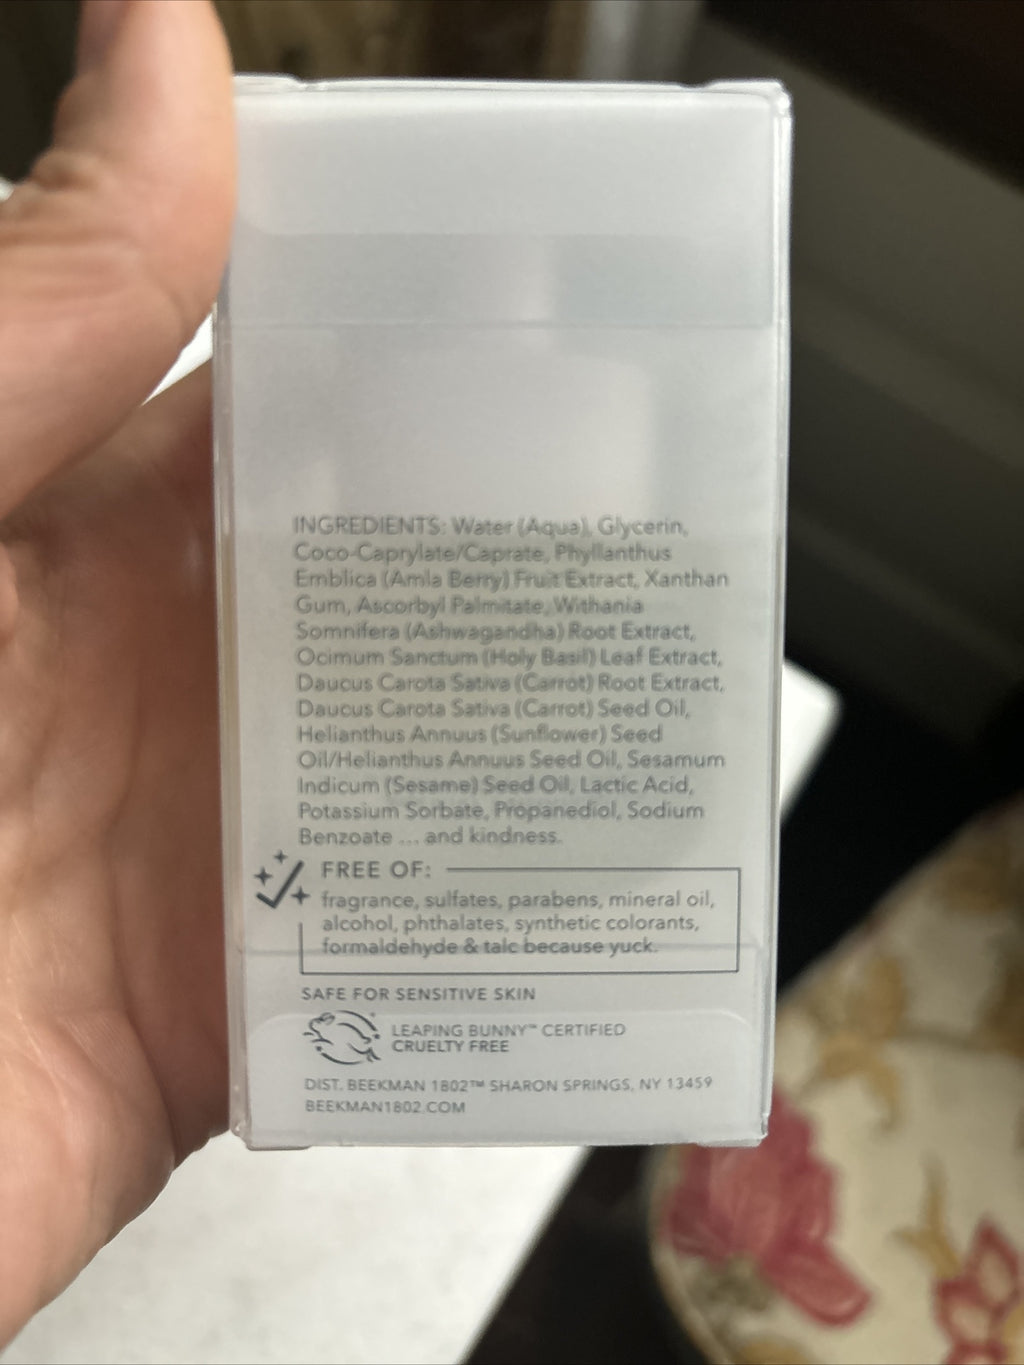 INGREDIENTS: Water (Aqua), Glycerin,
Coco-Caprylate/Caprate, Phyllanthus
Emblica (Amla Berry) Fruit Extract, Xanthan
Gum, Ascorbyl Palmitate, Withania
Somnifera (Ashwagandha) Root Extract,
Ocimum Sanctum (Holy Basil) Leaf Extract,
Daucus Carota Sativa (Carrot) Root Extract,
Daucus Carota Sativa (Carrot) Seed Oil,
Helianthus Annuus (Sunflower) Seed
Oil/Helianthus Annuus Seed Oil, Sesamum
Indicum (Sesame) Seed Oil, Lactic Acid,
Potassium Sorbate, Propanediol, Sodium
Benzoate ... and kindness.
FREE OF:
fragrance, sulfates, parabens, mineral oil,
alcohol, phthalates, synthetic colorants,
formaldehyde & talc because yuck.
SAFE FOR SENSITIVE SKIN
LEAPING BUNNY™ CERTIFIED
CRUELTY FREE
DIST. BEEKMAN 1802™ SHARON SPRINGS, NY 13459
BEEKMAN1802.COM